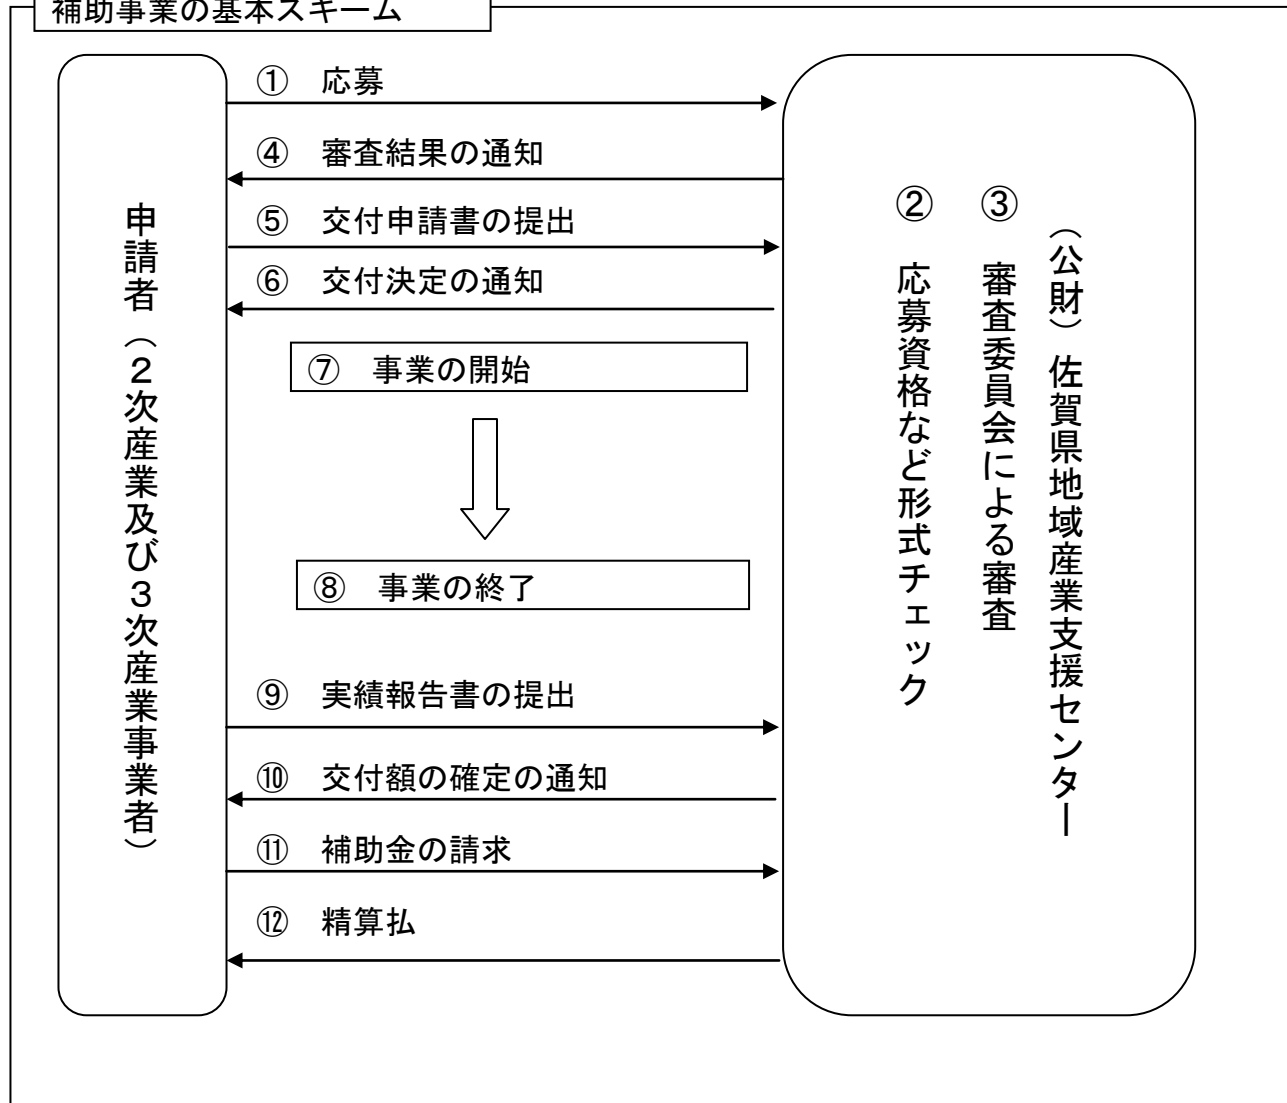 補助事業の基本スキーム
申請者（２次産業及び３次産業事業者）
① 応募
④ 審査結果の通知
⑤ 交付申請書の提出
⑥ 交付決定の通知
⑦ 事業の開始
⑧ 事業の終了
⑨ 実績報告書の提出
⑩ 交付額の確定の通知
⑪ 補助金の請求
⑫ 精算払
（公財）佐賀県地域産業支援センター
③ 審査委員会による審査
② 応募資格など形式チェック